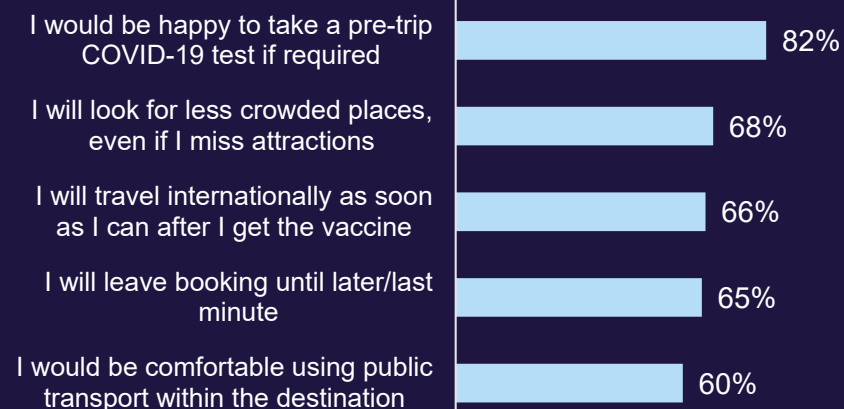 I would be happy to take a pre-trip
COVID-19 test if required
82%
I will look for less crowded places,
even if I miss attractions
68%
I will travel internationally as soon
as I can after I get the vaccine
66%
I will leave booking until later/last
minute
65%
I would be comfortable using public
transport within the destination
60%